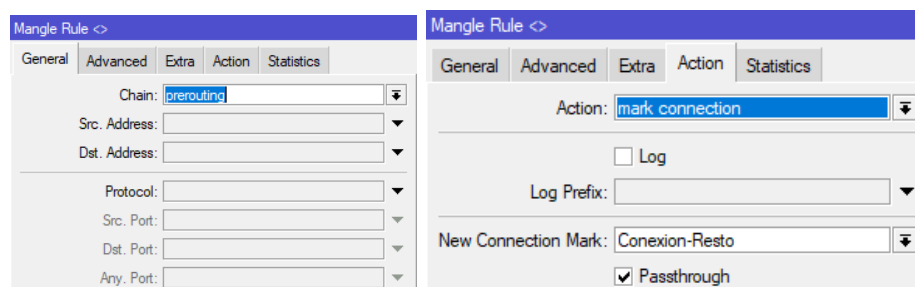 Mangle Rule <>
General Advanced Extra Action Statistics
Chain: prerouting
Src. Address:
Dst. Address:
Protocol:
Src. Port:
Dst. Port:
Any. Port:
Mangle Rule <>
General Advanced Extra Action Statistics
Action: mark connection
Log
Log Prefix:
New Connection Mark: Conexion-Resto
Passthrough